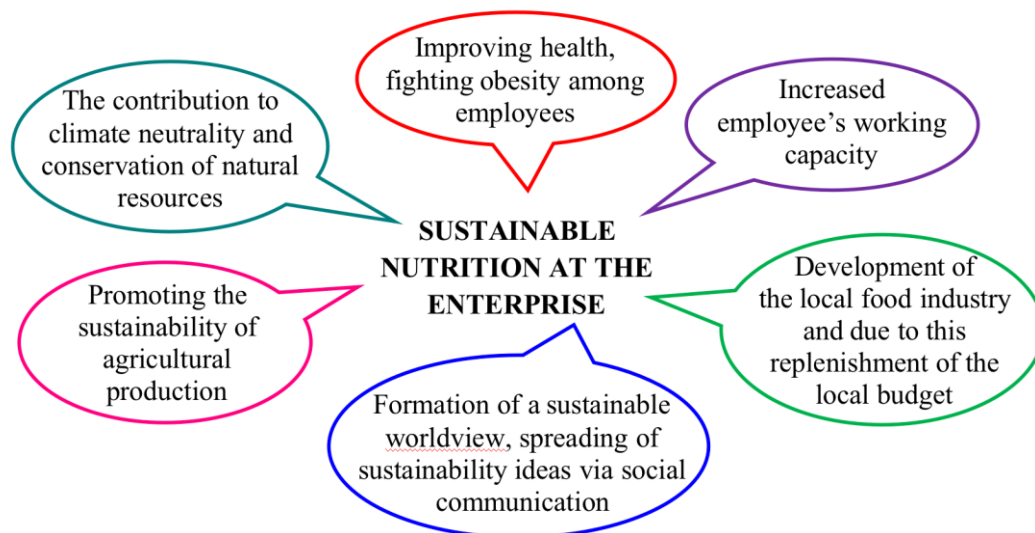 Improving health,
fighting obesity among
employees
The contribution to
climate neutrality and
conservation of natural
resources
Increased
employee’s working
capacity
SUSTAINABLE
NUTRITION AT THE
ENTERPRISE
Promoting the
sustainability of
agricultural
production
Development of
the local food industry
and due to this
replenishment of the
local budget
Formation of a sustainable
worldview, spreading of
sustainability ideas via social
communication